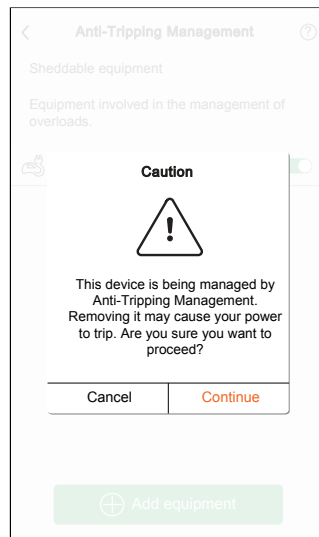 Anti-Tripping Management
?
Sheddable equipment
Equipment involved in the management of
overloads.
Caution
!
This device is being managed by
Anti-Tripping Management.
Removing it may cause your power
to trip. Are you sure you want to
proceed?
Cancel
Continue
Add equipment